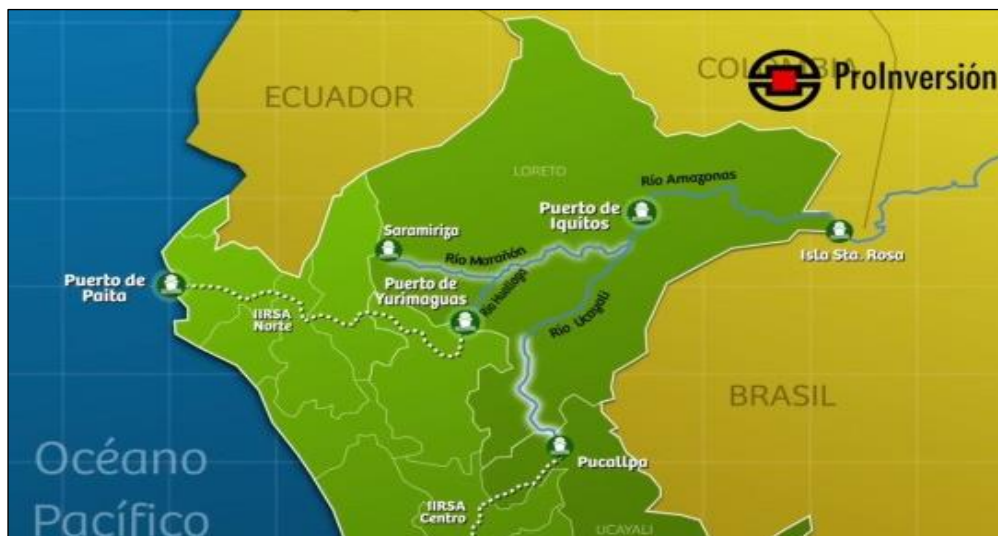 COLOMBIA
ProInversión
ECUADOR
LORETO
Río Amazonas
Puerto de
Iquitos
Saramiriza
Río Marañón
Isla Sta. Rosa
Puerto de
Paita
Puerto de
Yurimaguas
Río Huallaga
IIRSA
Norte
Río Ucayali
BRASIL
Océano
Pacífico
Pucallpa
IIRSA
Centro
UCAYALI